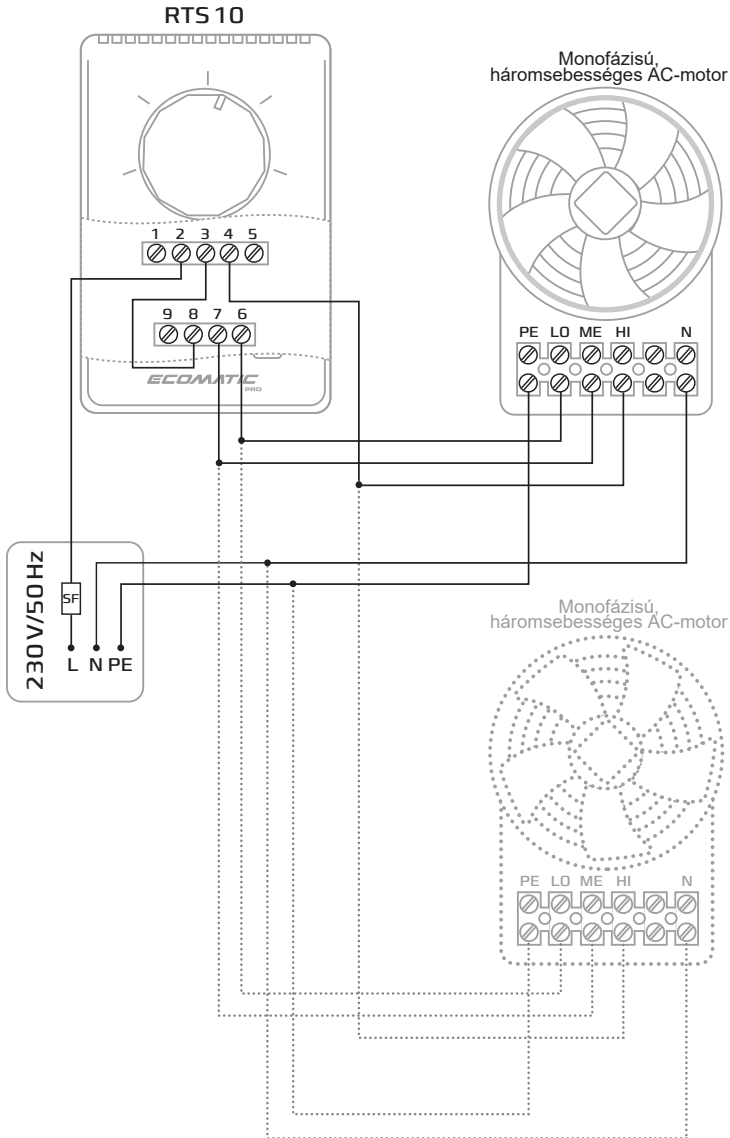 RTS 10
Monofázisú,
háromsebességes AC-motor
1 2 3 4 5
9 8 7 6
ECOMATIC
PRO
PE LO ME HI N
230 V/50 Hz
SF
L N PE
Monofázisú,
háromsebességes AC-motor
PE LO ME HI N